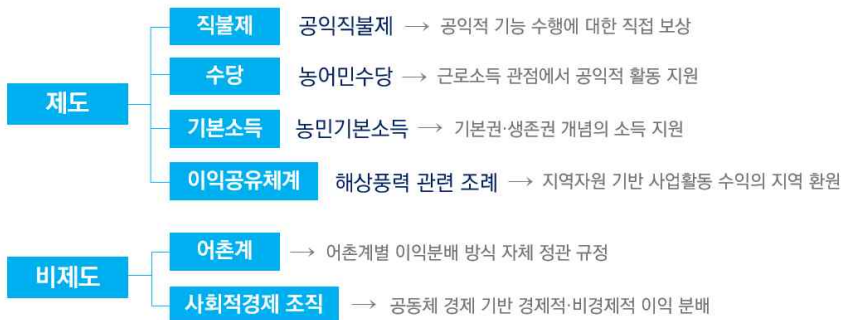 직불제 공익직불제 → 공익적 기능 수행에 대한 직접 보상
수당 농어민수당 → 근로소득 관점에서 공익적 활동 지원
제도
기본소득 농민기본소득 → 기본권·생존권 개념의 소득 지원
이익공유체계 해상풍력 관련 조례 → 지역자원 기반 사업활동 수익의 지역 환원
어촌계 → 어촌계별 이익분배 방식 자체 정관 규정
비제도
사회적경제 조직 → 공동체 경제 기반 경제적·비경제적 이익 분배